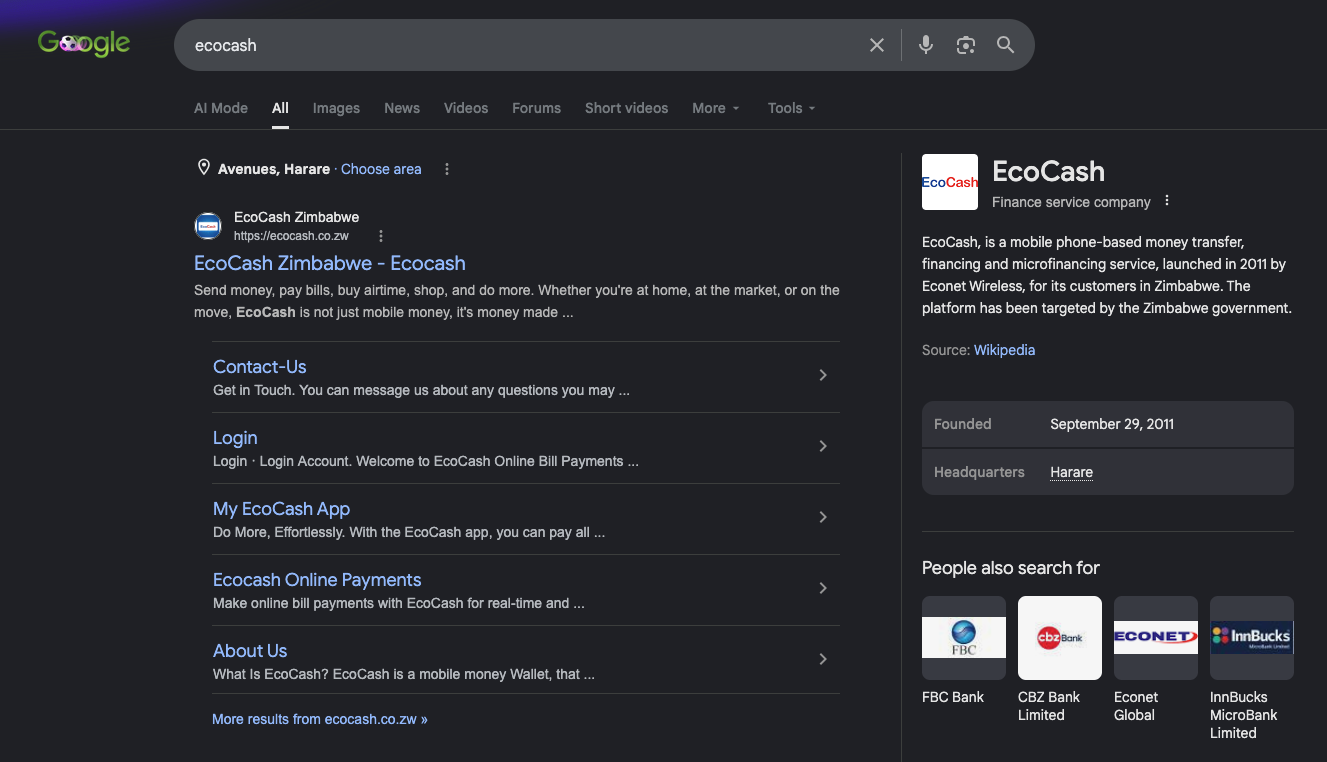 Google
ecocash
AI Mode
All
Images
News
Videos
Forums
Short videos
More
Tools
Avenues, Harare · Choose area
EcoCash Zimbabwe
https://ecocash.co.zw
EcoCash Zimbabwe - Ecocash
Send money, pay bills, buy airtime, shop, and do more. Whether you're at home, at the market, or on the
move, EcoCash is not just mobile money, it's money made ...
Contact-Us
Get in Touch. You can message us about any questions you may ...
Login
Login · Login Account. Welcome to EcoCash Online Bill Payments ...
My EcoCash App
Do More, Effortlessly. With the EcoCash app, you can pay all ...
Ecocash Online Payments
Make online bill payments with EcoCash for real-time and ...
About Us
What Is EcoCash? EcoCash is a mobile money Wallet, that ...
More results from ecocash.co.zw »
EcoCash
EcoCash
Finance service company
EcoCash, is a mobile phone-based money transfer,
financing and microfinancing service, launched in 2011 by
Econet Wireless, for its customers in Zimbabwe. The
platform has been targeted by the Zimbabwe government.
Source: Wikipedia
Founded September 29, 2011
Headquarters Harare
People also search for
FBC
cbz Bank
ECONET
InnBucks
MicroBank Limited
FBC Bank
CBZ Bank
Limited
Econet
Global
InnBucks
MicroBank
Limited